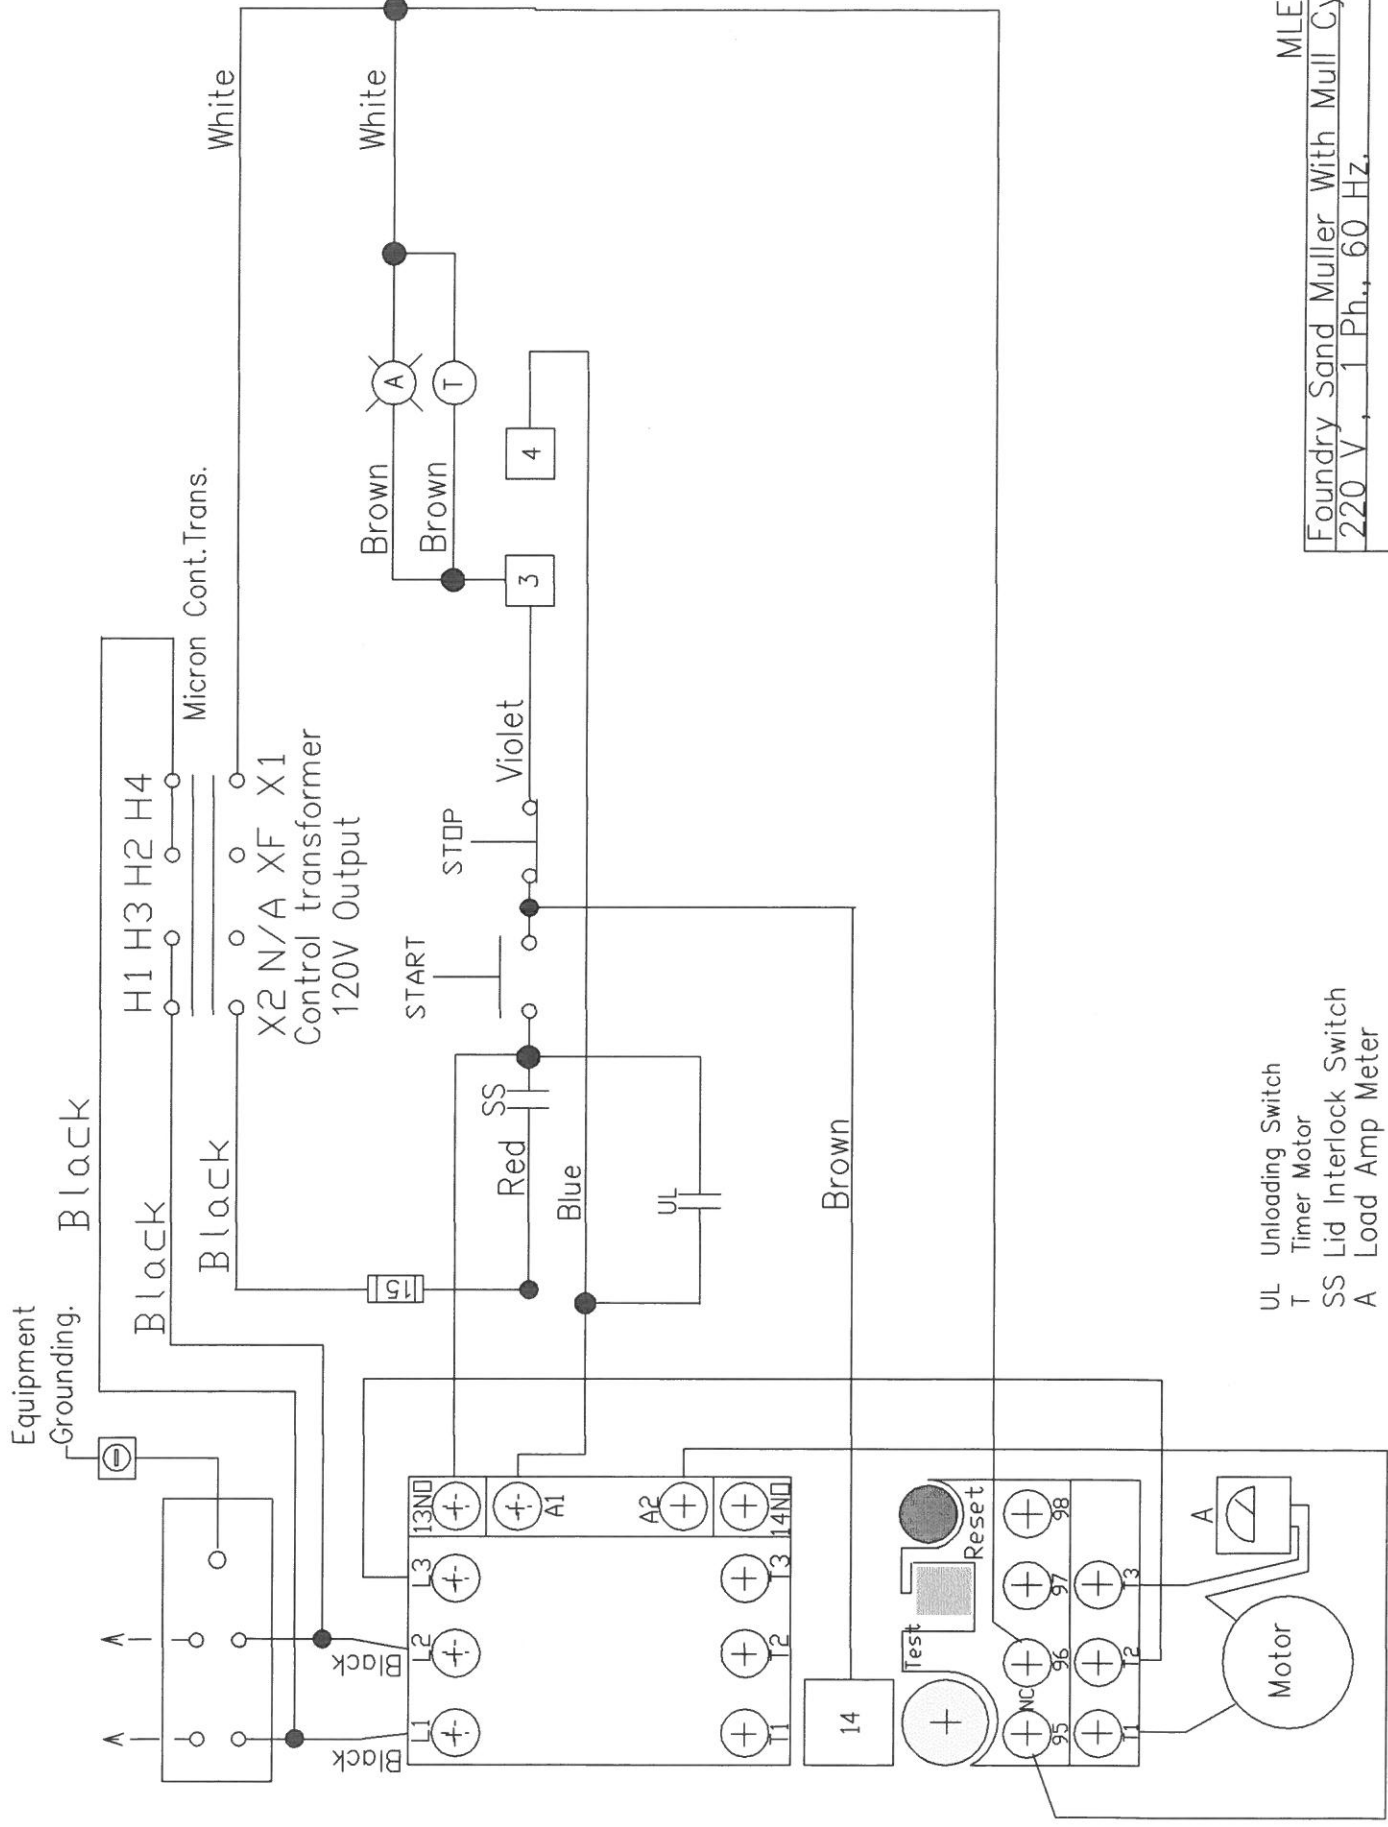 Equipment
Grounding.
Black
Black
Black
H1 H3 H2 H4
Micron Cont.Trans.
X2 N/A XF X1
Control transformer
120V Output
White
White
15
START
STOP
Violet
Brown
Brown
A
T
3
4
SS
Red
Blue
UL
Brown
Black
Black
L1
L2
L3
13NO
A1
A2
14NO
T1
T2
T3
14
Test
Reset
NC
95
96
97
98
T1
T2
T3
A
Motor
UL Unloading Switch
T Timer Motor
SS Lid Interlock Switch
A Load Amp Meter
MLE
Foundry Sand Muller With Mull Cy
220 V , 1 Ph., 60 Hz.